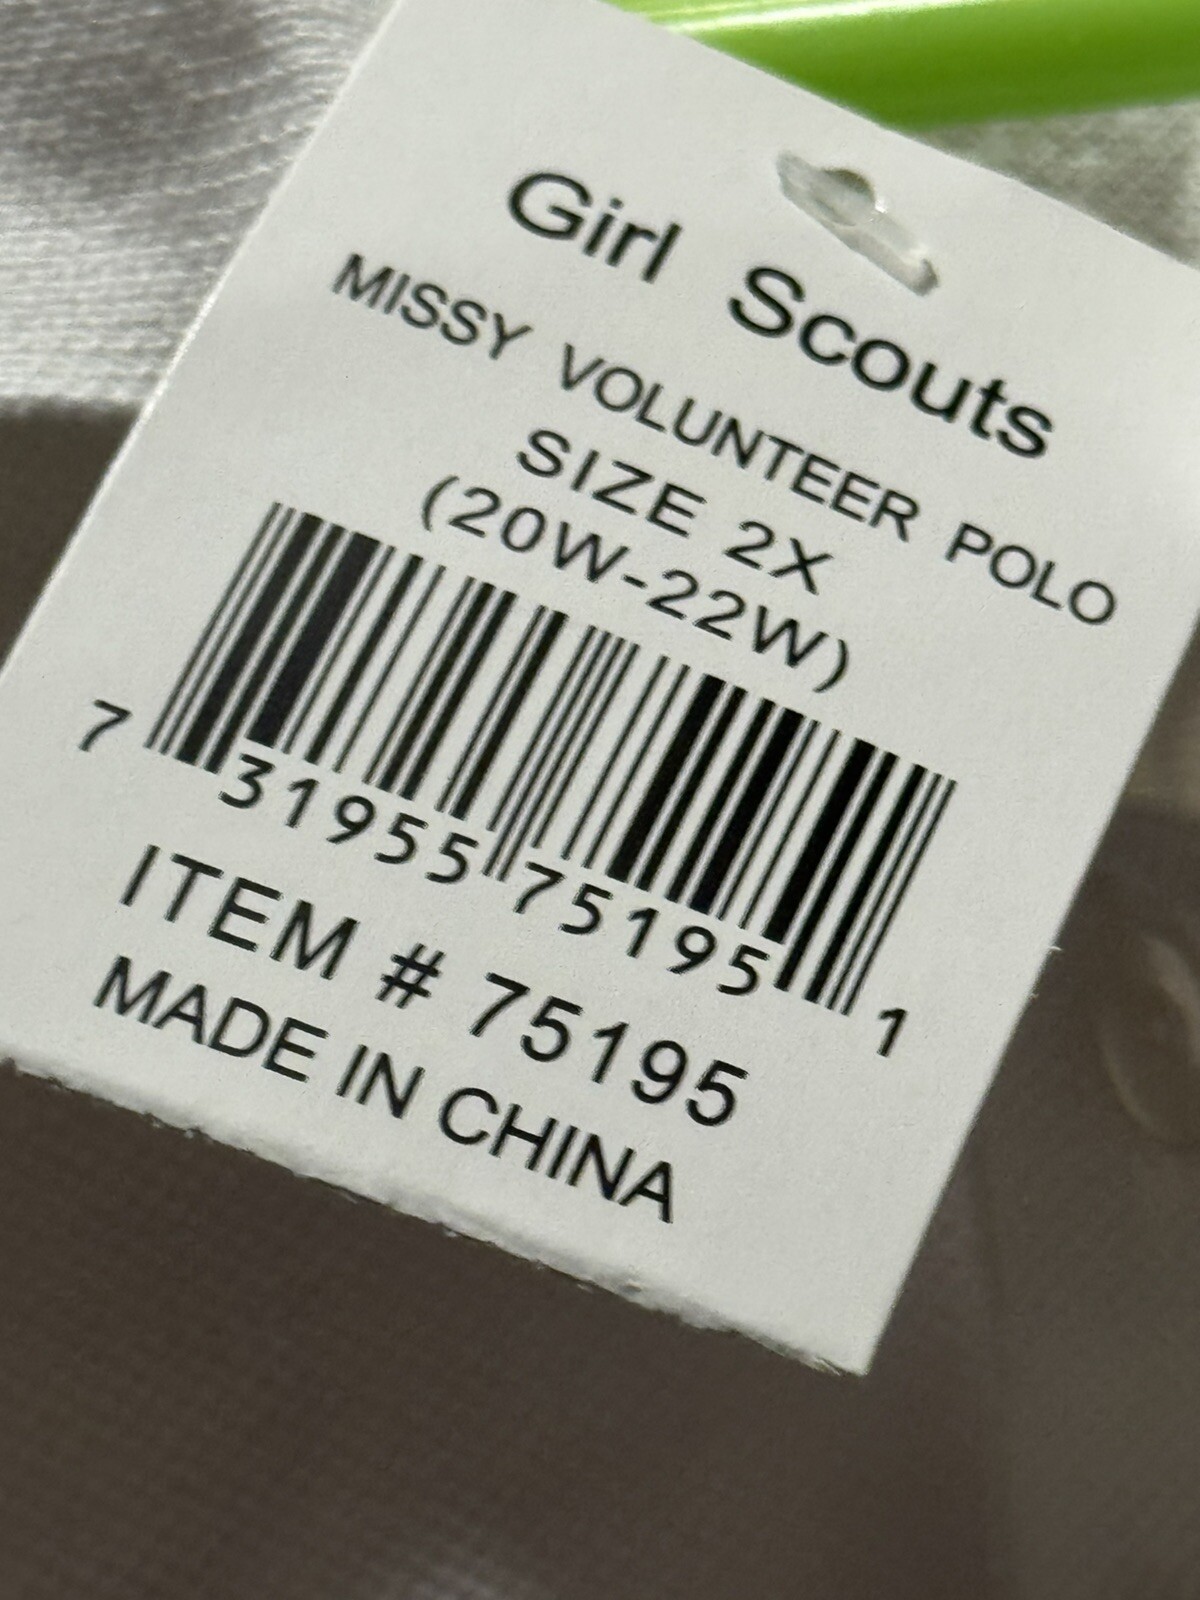 Girl Scouts
MISSY VOLUNTEER POLO
SIZE 2X
(20W-22W)
7 31955 75195 1
ITEM # 75195
MADE IN CHINA